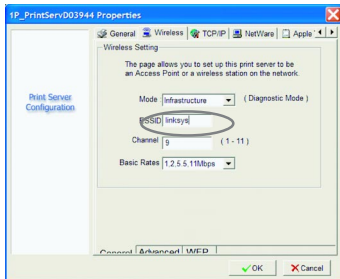 1P_PrintServD03944 Properties
General Wireless TCP/IP NetWare Apple
Wireless Setting
The page allows you to set up this print server to be
an Access Point or a wireless station on the network.
Print Server
Configuration
Mode Infrastructure ( Diagnostic Mode )
ESSID linksys
Channel 9 ( 1 - 11 )
Basic Rates 1,2,5.5,11Mbps
General Advanced WEP
OK Cancel